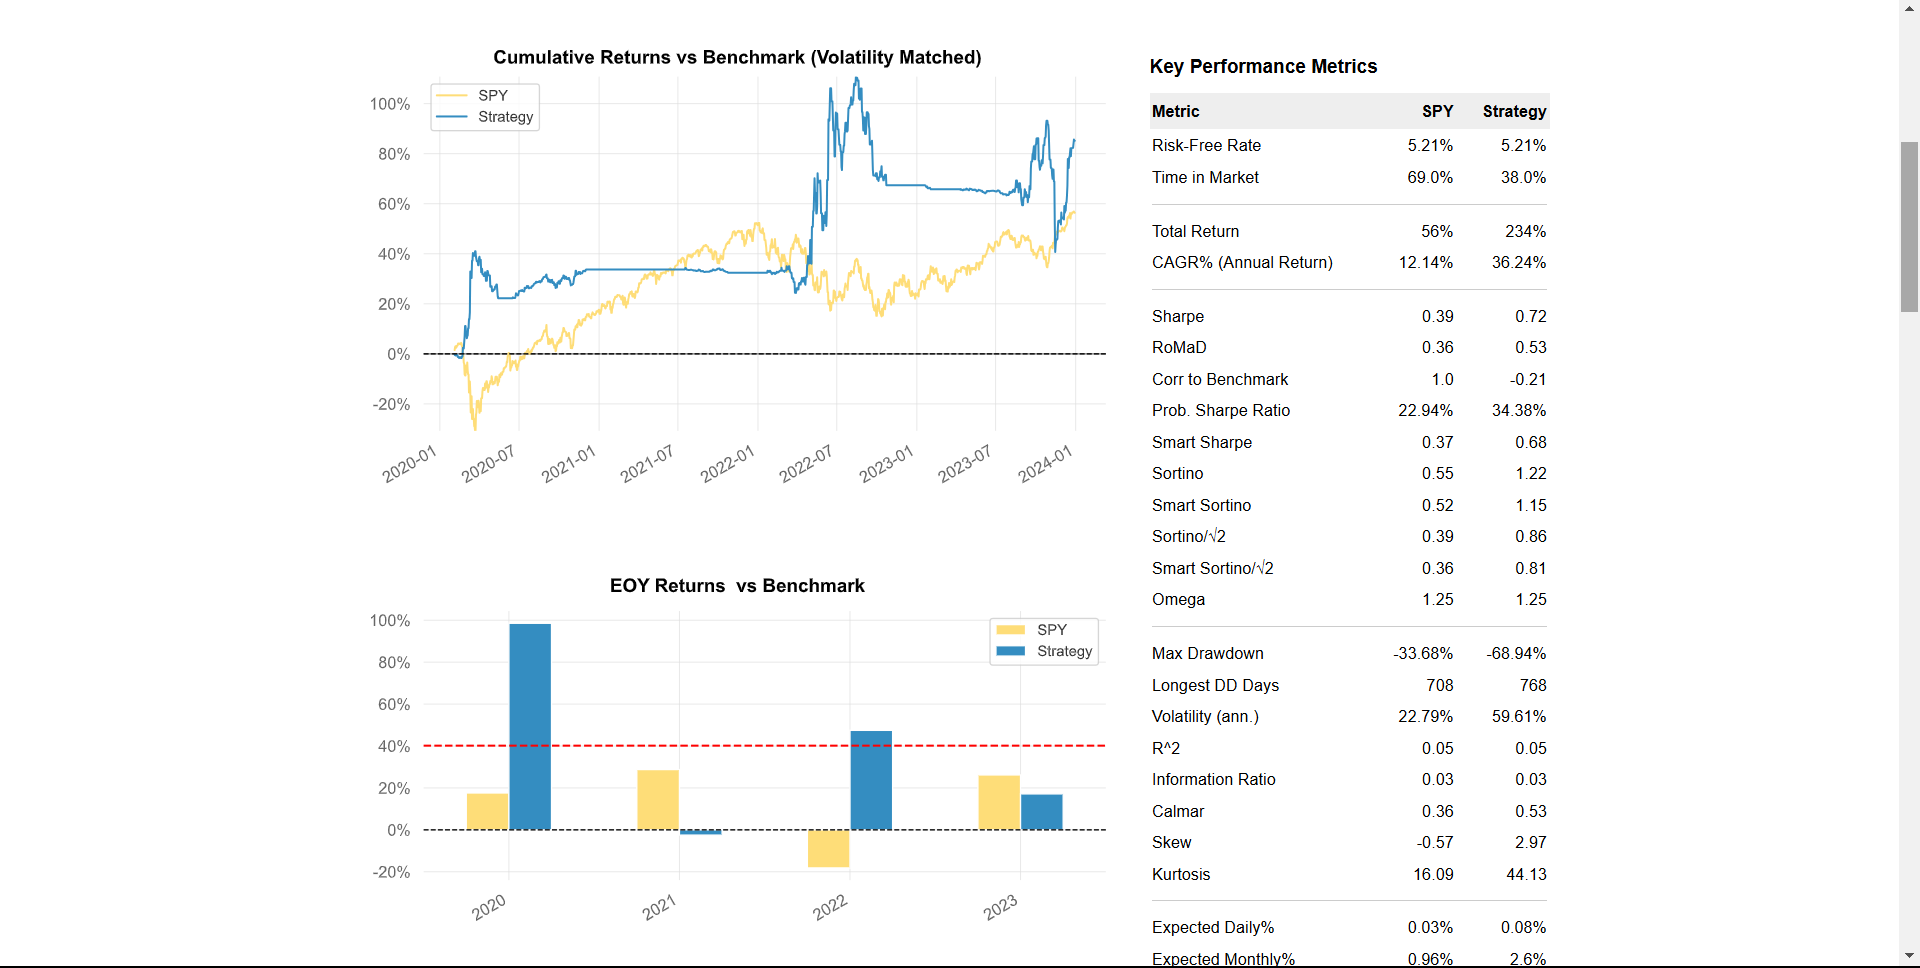 Cumulative Returns vs Benchmark (Volatility Matched)
SPY
Strategy
100%
80%
60%
40%
20%
0%
-20%
2020-01
2020-07
2021-01
2021-07
2022-01
2022-07
2023-01
2023-07
2024-01
EOY Returns  vs Benchmark
SPY
Strategy
100%
80%
60%
40%
20%
0%
-20%
2020
2021
2022
2023
Key Performance Metrics
Metric SPY Strategy
Risk-Free Rate 5.21% 5.21%
Time in Market 69.0% 38.0%
Total Return 56% 234%
CAGR% (Annual Return) 12.14% 36.24%
Sharpe 0.39 0.72
RoMaD 0.36 0.53
Corr to Benchmark 1.0 -0.21
Prob. Sharpe Ratio 22.94% 34.38%
Smart Sharpe 0.37 0.68
Sortino 0.55 1.22
Smart Sortino 0.52 1.15
Sortino/√2 0.39 0.86
Smart Sortino/√2 0.36 0.81
Omega 1.25 1.25
Max Drawdown -33.68% -68.94%
Longest DD Days 708 768
Volatility (ann.) 22.79% 59.61%
R^2 0.05 0.05
Information Ratio 0.03 0.03
Calmar 0.36 0.53
Skew -0.57 2.97
Kurtosis 16.09 44.13
Expected Daily% 0.03% 0.08%
Expected Monthly% 0.96% 2.6%